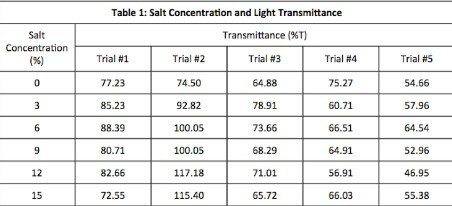 Table 1: Salt Concentration and Light Transmittance
Salt Concentration (%) Transmittance (%T)
Trial #1 Trial #2 Trial #3 Trial #4 Trial #5
0 77.23 74.50 64.88 75.27 54.66
3 85.23 92.82 78.91 60.71 57.96
6 88.39 100.05 73.66 66.51 64.54
9 80.71 100.05 68.29 64.91 52.96
12 82.66 117.18 71.01 56.91 46.95
15 72.55 115.40 65.72 66.03 55.38